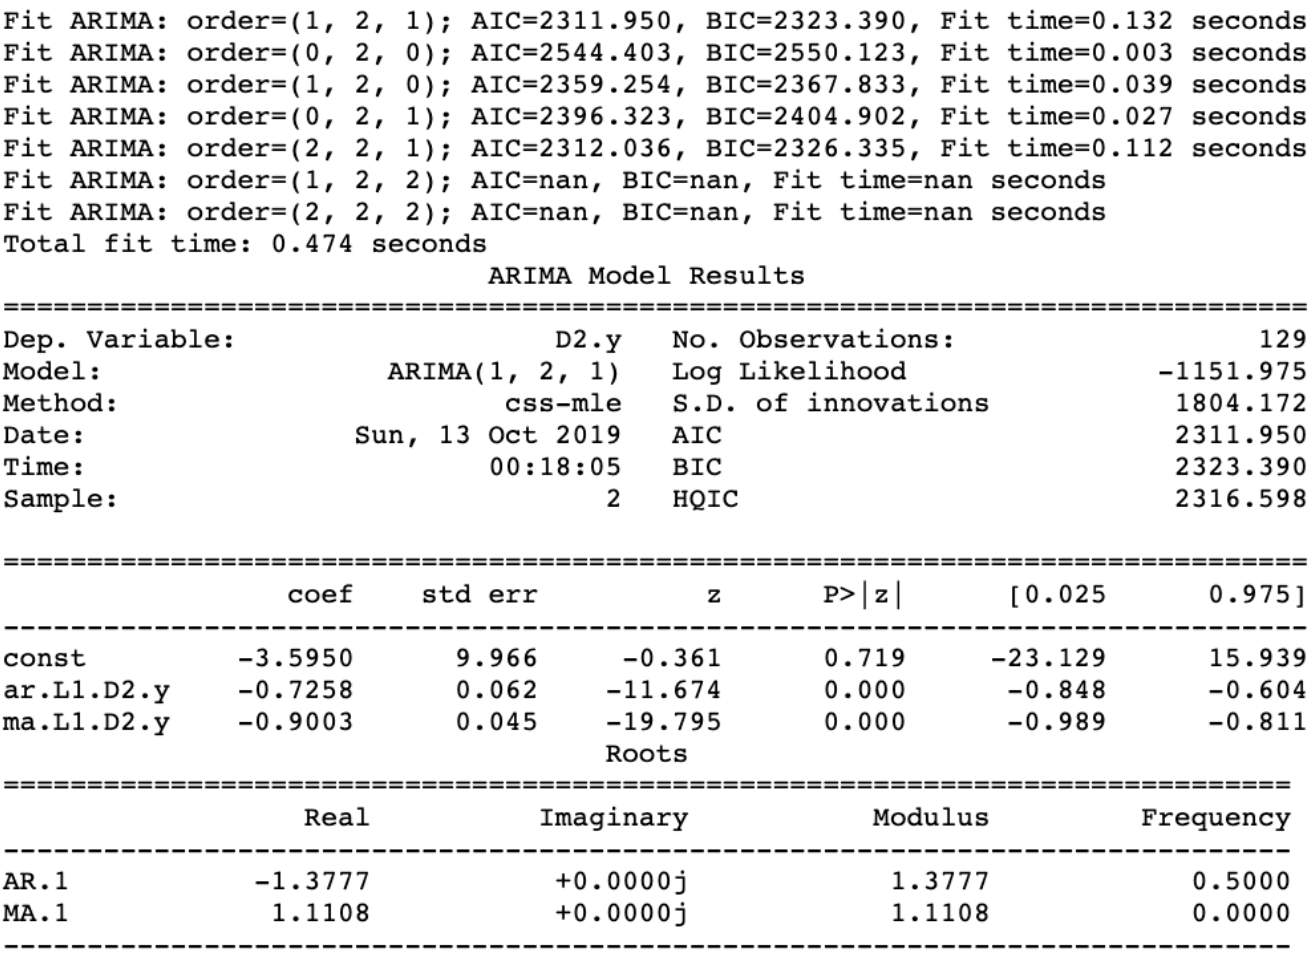 Fit ARIMA: order=(1, 2, 1); AIC=2311.950, BIC=2323.390, Fit time=0.132 seconds
Fit ARIMA: order=(0, 2, 0); AIC=2544.403, BIC=2550.123, Fit time=0.003 seconds
Fit ARIMA: order=(1, 2, 0); AIC=2359.254, BIC=2367.833, Fit time=0.039 seconds
Fit ARIMA: order=(0, 2, 1); AIC=2396.323, BIC=2404.902, Fit time=0.027 seconds
Fit ARIMA: order=(2, 2, 1); AIC=2312.036, BIC=2326.335, Fit time=0.112 seconds
Fit ARIMA: order=(1, 2, 2); AIC=nan, BIC=nan, Fit time=nan seconds
Fit ARIMA: order=(2, 2, 2); AIC=nan, BIC=nan, Fit time=nan seconds
Total fit time: 0.474 seconds
                             ARIMA Model Results
==============================================================================
Dep. Variable:                   D2.y   No. Observations:                  129
Model:                 ARIMA(1, 2, 1)   Log Likelihood               -1151.975
Method:                       css-mle   S.D. of innovations           1804.172
Date:                Sun, 13 Oct 2019   AIC                           2311.950
Time:                        00:18:05   BIC                           2323.390
Sample:                             2   HQIC                          2316.598

==============================================================================
                 coef    std err          z      P>|z|      [0.025      0.975]
------------------------------------------------------------------------------
const         -3.5950      9.966     -0.361      0.719     -23.129      15.939
ar.L1.D2.y    -0.7258      0.062    -11.674      0.000      -0.848      -0.604
ma.L1.D2.y    -0.9003      0.045    -19.795      0.000      -0.989      -0.811
                                    Roots
=============================================================================
                  Real          Imaginary           Modulus         Frequency
-----------------------------------------------------------------------------
AR.1           -1.3777           +0.0000j            1.3777            0.5000
MA.1            1.1108           +0.0000j            1.1108            0.0000
-----------------------------------------------------------------------------